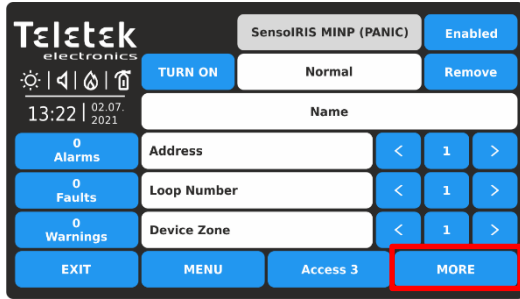 Teletek
electronics
SensoIRIS MINP (PANIC)
Enabled
TURN ON
Normal
Remove
13:22
02.07.
2021
Name
0
Alarms
Address
<
1
>
0
Faults
Loop Number
<
1
>
0
Warnings
Device Zone
<
1
>
EXIT
MENU
Access 3
MORE